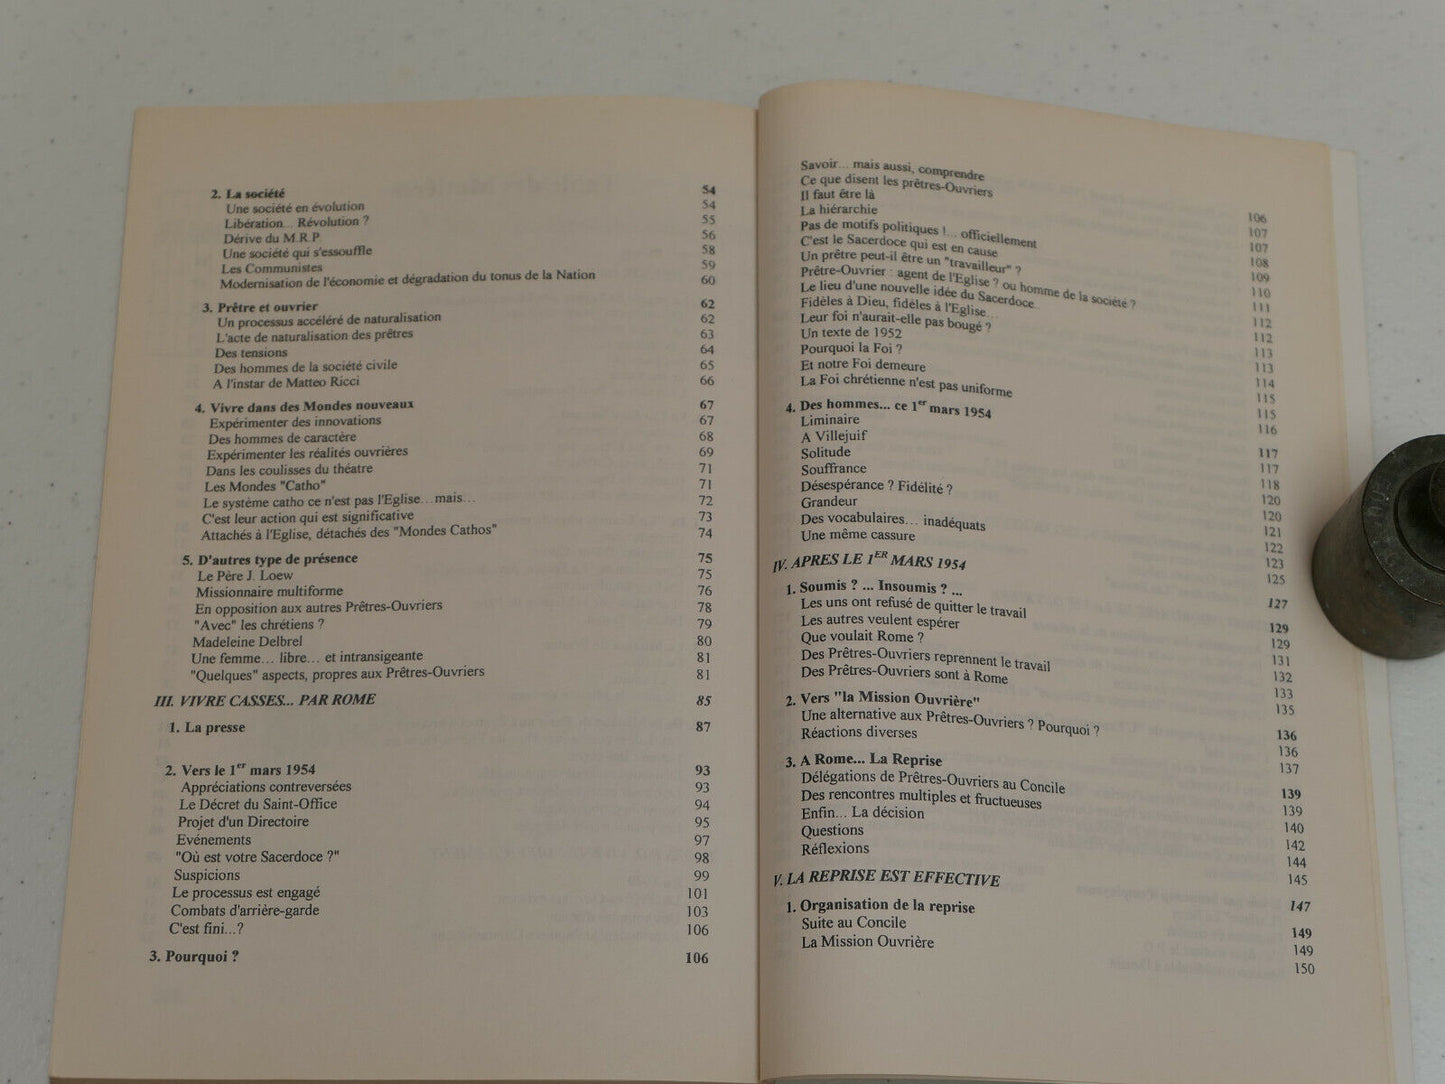 2. La société 54
Une société en évolution 54
Libération... Révolution ? 55
Dérive du M.R.P 56
Une société qui s'essouffle 58
Les Communistes 59
Modernisation de l'économie et dégradation du tonus de la Nation 60
3. Prêtre et ouvrier 62
Un processus accéléré de naturalisation 62
L'acte de naturalisation des prêtres 63
Des tensions 64
Des hommes de la société civile 65
A l'instar de Matteo Ricci 66
4. Vivre dans des Mondes nouveaux 67
Expérimenter des innovations 67
Des hommes de caractère 68
Expérimenter les réalités ouvrières 69
Dans les coulisses du théatre 71
Les Mondes "Catho" 71
Le système catho ce n'est pas l'Eglise...mais... 72
C'est leur action qui est significative 73
Attachés à l'Eglise, détachés des "Mondes Cathos" 74
5. D'autres type de présence 75
Le Père J. Loew 75
Missionnaire multiforme 76
En opposition aux autres Prêtres-Ouvriers 78
"Avec" les chrétiens ? 79
Madeleine Delbrel 80
Une femme... libre... et intransigeante 81
"Quelques" aspects, propres aux Prêtres-Ouvriers 81
III. VIVRE CASSES... PAR ROME 85
1. La presse 87
2. Vers le 1er mars 1954 93
Appréciations contreversées 93
Le Décret du Saint-Office 94
Projet d'un Directoire 95
Evénements 97
"Où est votre Sacerdoce ?" 98
Suspicions 99
Le processus est engagé 101
Combats d'arrière-garde 103
C'est fini...? 106
3. Pourquoi ? 106
Savoir... mais aussi, comprendre 106
Ce que disent les prêtres-Ouvriers 107
Il faut être là 107
La hiérarchie 108
Pas de motifs politiques !... officiellement 109
C'est le Sacerdoce qui est en cause 110
Un prêtre peut-il être un "travailleur" ? 111
Prêtre-Ouvrier : agent de l'Eglise ? ou homme de la société ? 112
Le lieu d'une nouvelle idée du Sacerdoce 112
Fidèles à Dieu, fidèles à l'Eglise... 113
Leur foi n'aurait-elle pas bougé ? 113
Un texte de 1952 114
Pourquoi la Foi ? 115
Et notre Foi demeure 115
La Foi chrétienne n'est pas uniforme 116
4. Des hommes... ce 1er mars 1954 117
Liminaire 117
A Villejuif 118
Solitude 120
Souffrance 120
Désespérance ? Fidélité ? 121
Grandeur 122
Des vocabulaires... inadéquats 123
Une même cassure 125
IV. APRES LE 1ER MARS 1954 127
1. Soumis ? ... Insoumis ? ... 129
Les uns ont refusé de quitter le travail 129
Les autres veulent espérer 131
Que voulait Rome ? 132
Des Prêtres-Ouvriers reprennent le travail 133
Des Prêtres-Ouvriers sont à Rome 135
2. Vers "la Mission Ouvrière" 136
Une alternative aux Prêtres-Ouvriers ? Pourquoi ? 136
Réactions diverses 137
3. A Rome... La Reprise 139
Délégations de Prêtres-Ouvriers au Concile 139
Des rencontres multiples et fructueuses 140
Enfin... La décision 142
Questions 144
Réflexions 145
V. LA REPRISE EST EFFECTIVE 147
1. Organisation de la reprise 149
Suite au Concile 149
La Mission Ouvrière 150